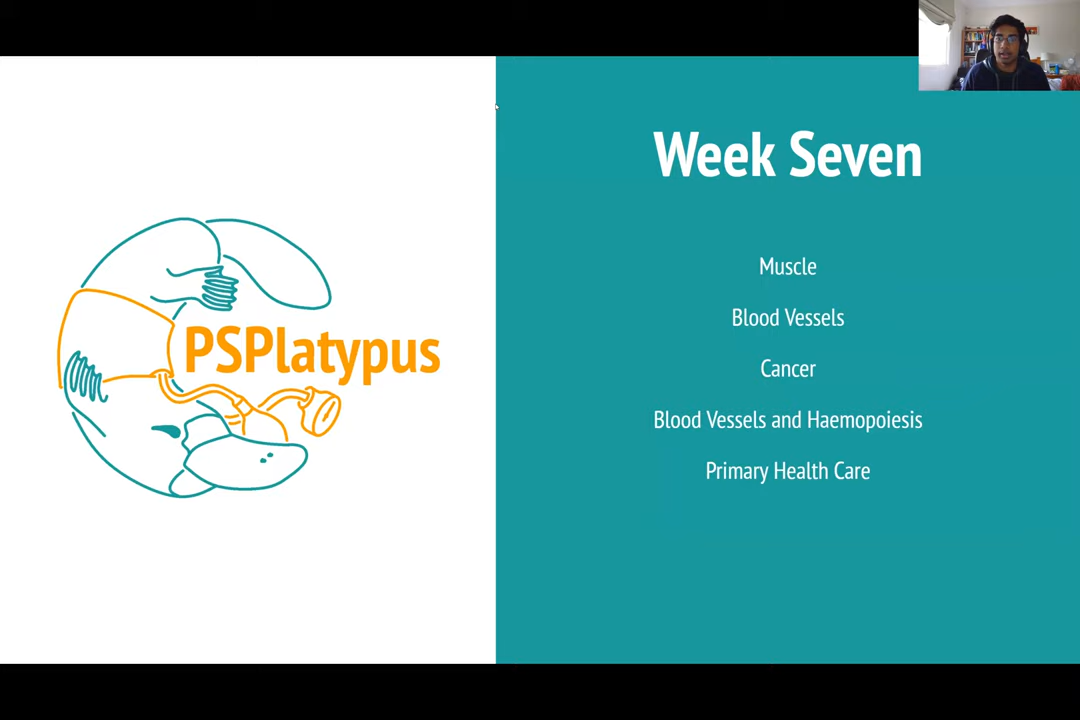 PSPlatypus
Week Seven
Muscle
Blood Vessels
Cancer
Blood Vessels and Haemopoiesis
Primary Health Care